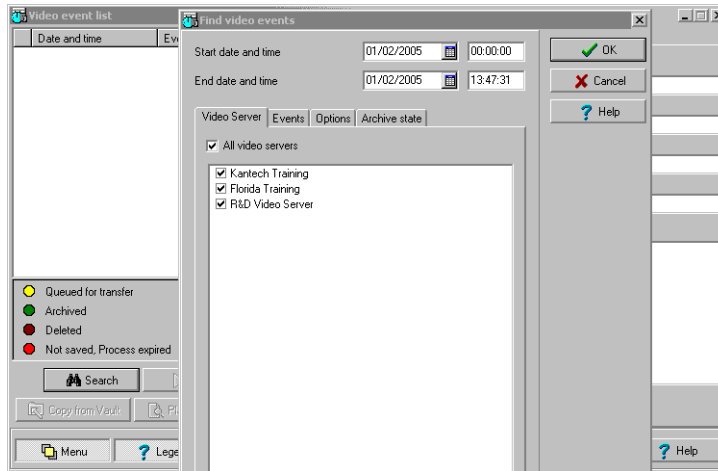 Video event list
Date and time
Queued for transfer
Archived
Deleted
Not saved, Process expired
Search
Copy from Vault
Menu
Find video events
Start date and time 01/02/2005 00:00:00
End date and time 01/02/2005 13:47:31
OK
Cancel
Help
Video Server Events Options Archive state
All video servers
Kantech Training
Florida Training
R&D Video Server
Help